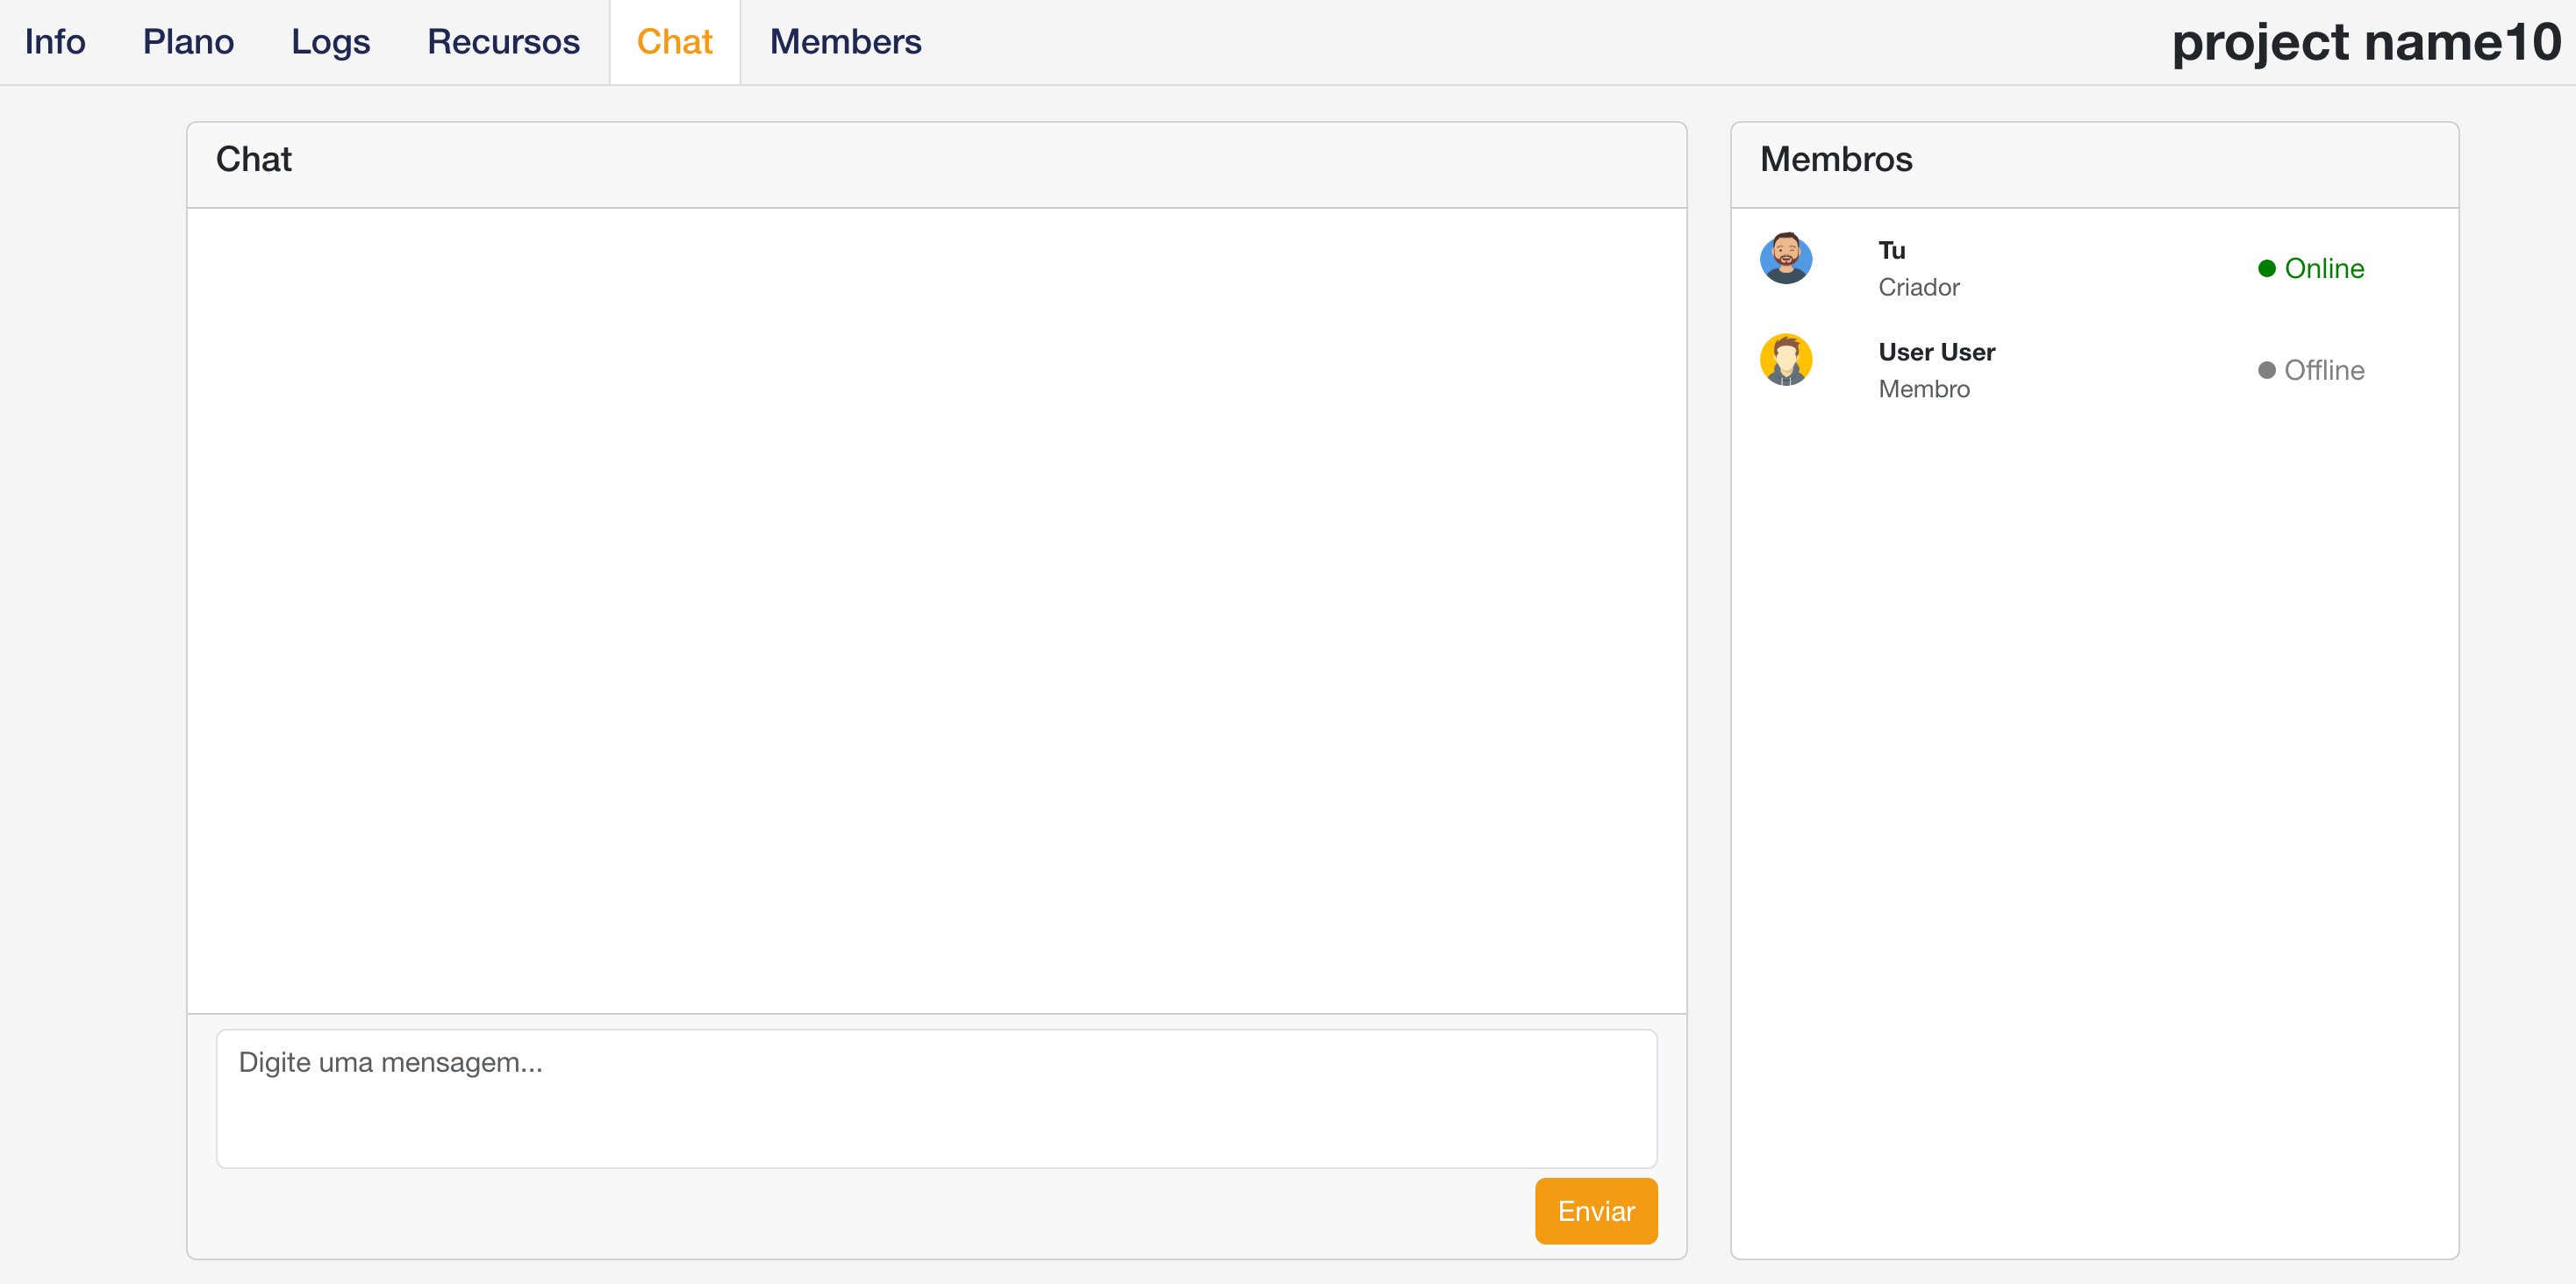 Info Plano Logs Recursos Chat Members project name10
Chat
Membros
Tu
Criador
Online
User User
Membro
Offline
Digite uma mensagem...
Enviar